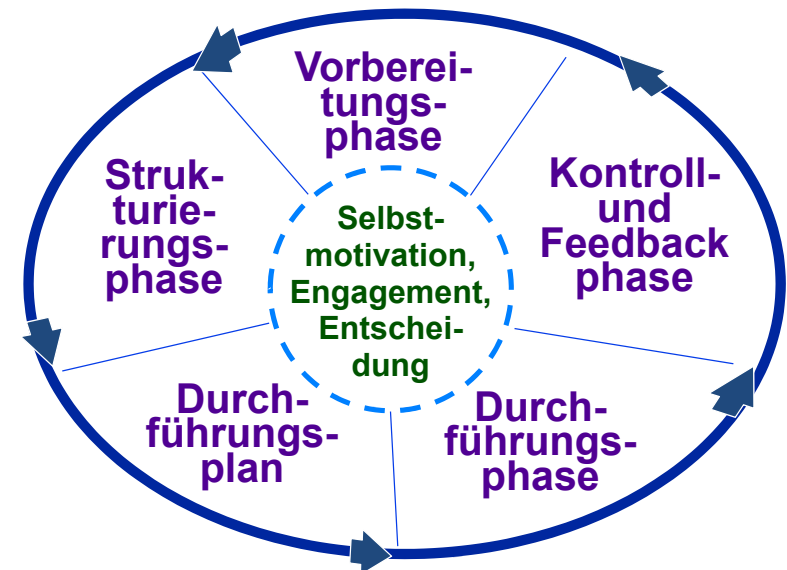 Vorberei-
tungs-
phase
Struk-
turie-
rungs-
phase
Kontroll-
und
Feedback
phase
Selbst-
motivation,
Engagement,
Entschei-
dung
Durch-
führungs-
plan
Durch-
führungs-
phase